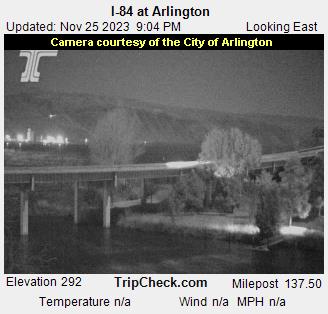 I-84 at Arlington
Updated: Nov 25 2023 9:04 PM Looking East
Camera courtesy of the City of Arlington
Elevation 292 TripCheck.com Milepost 137.50
Temperature n/a Wind n/a MPH n/a